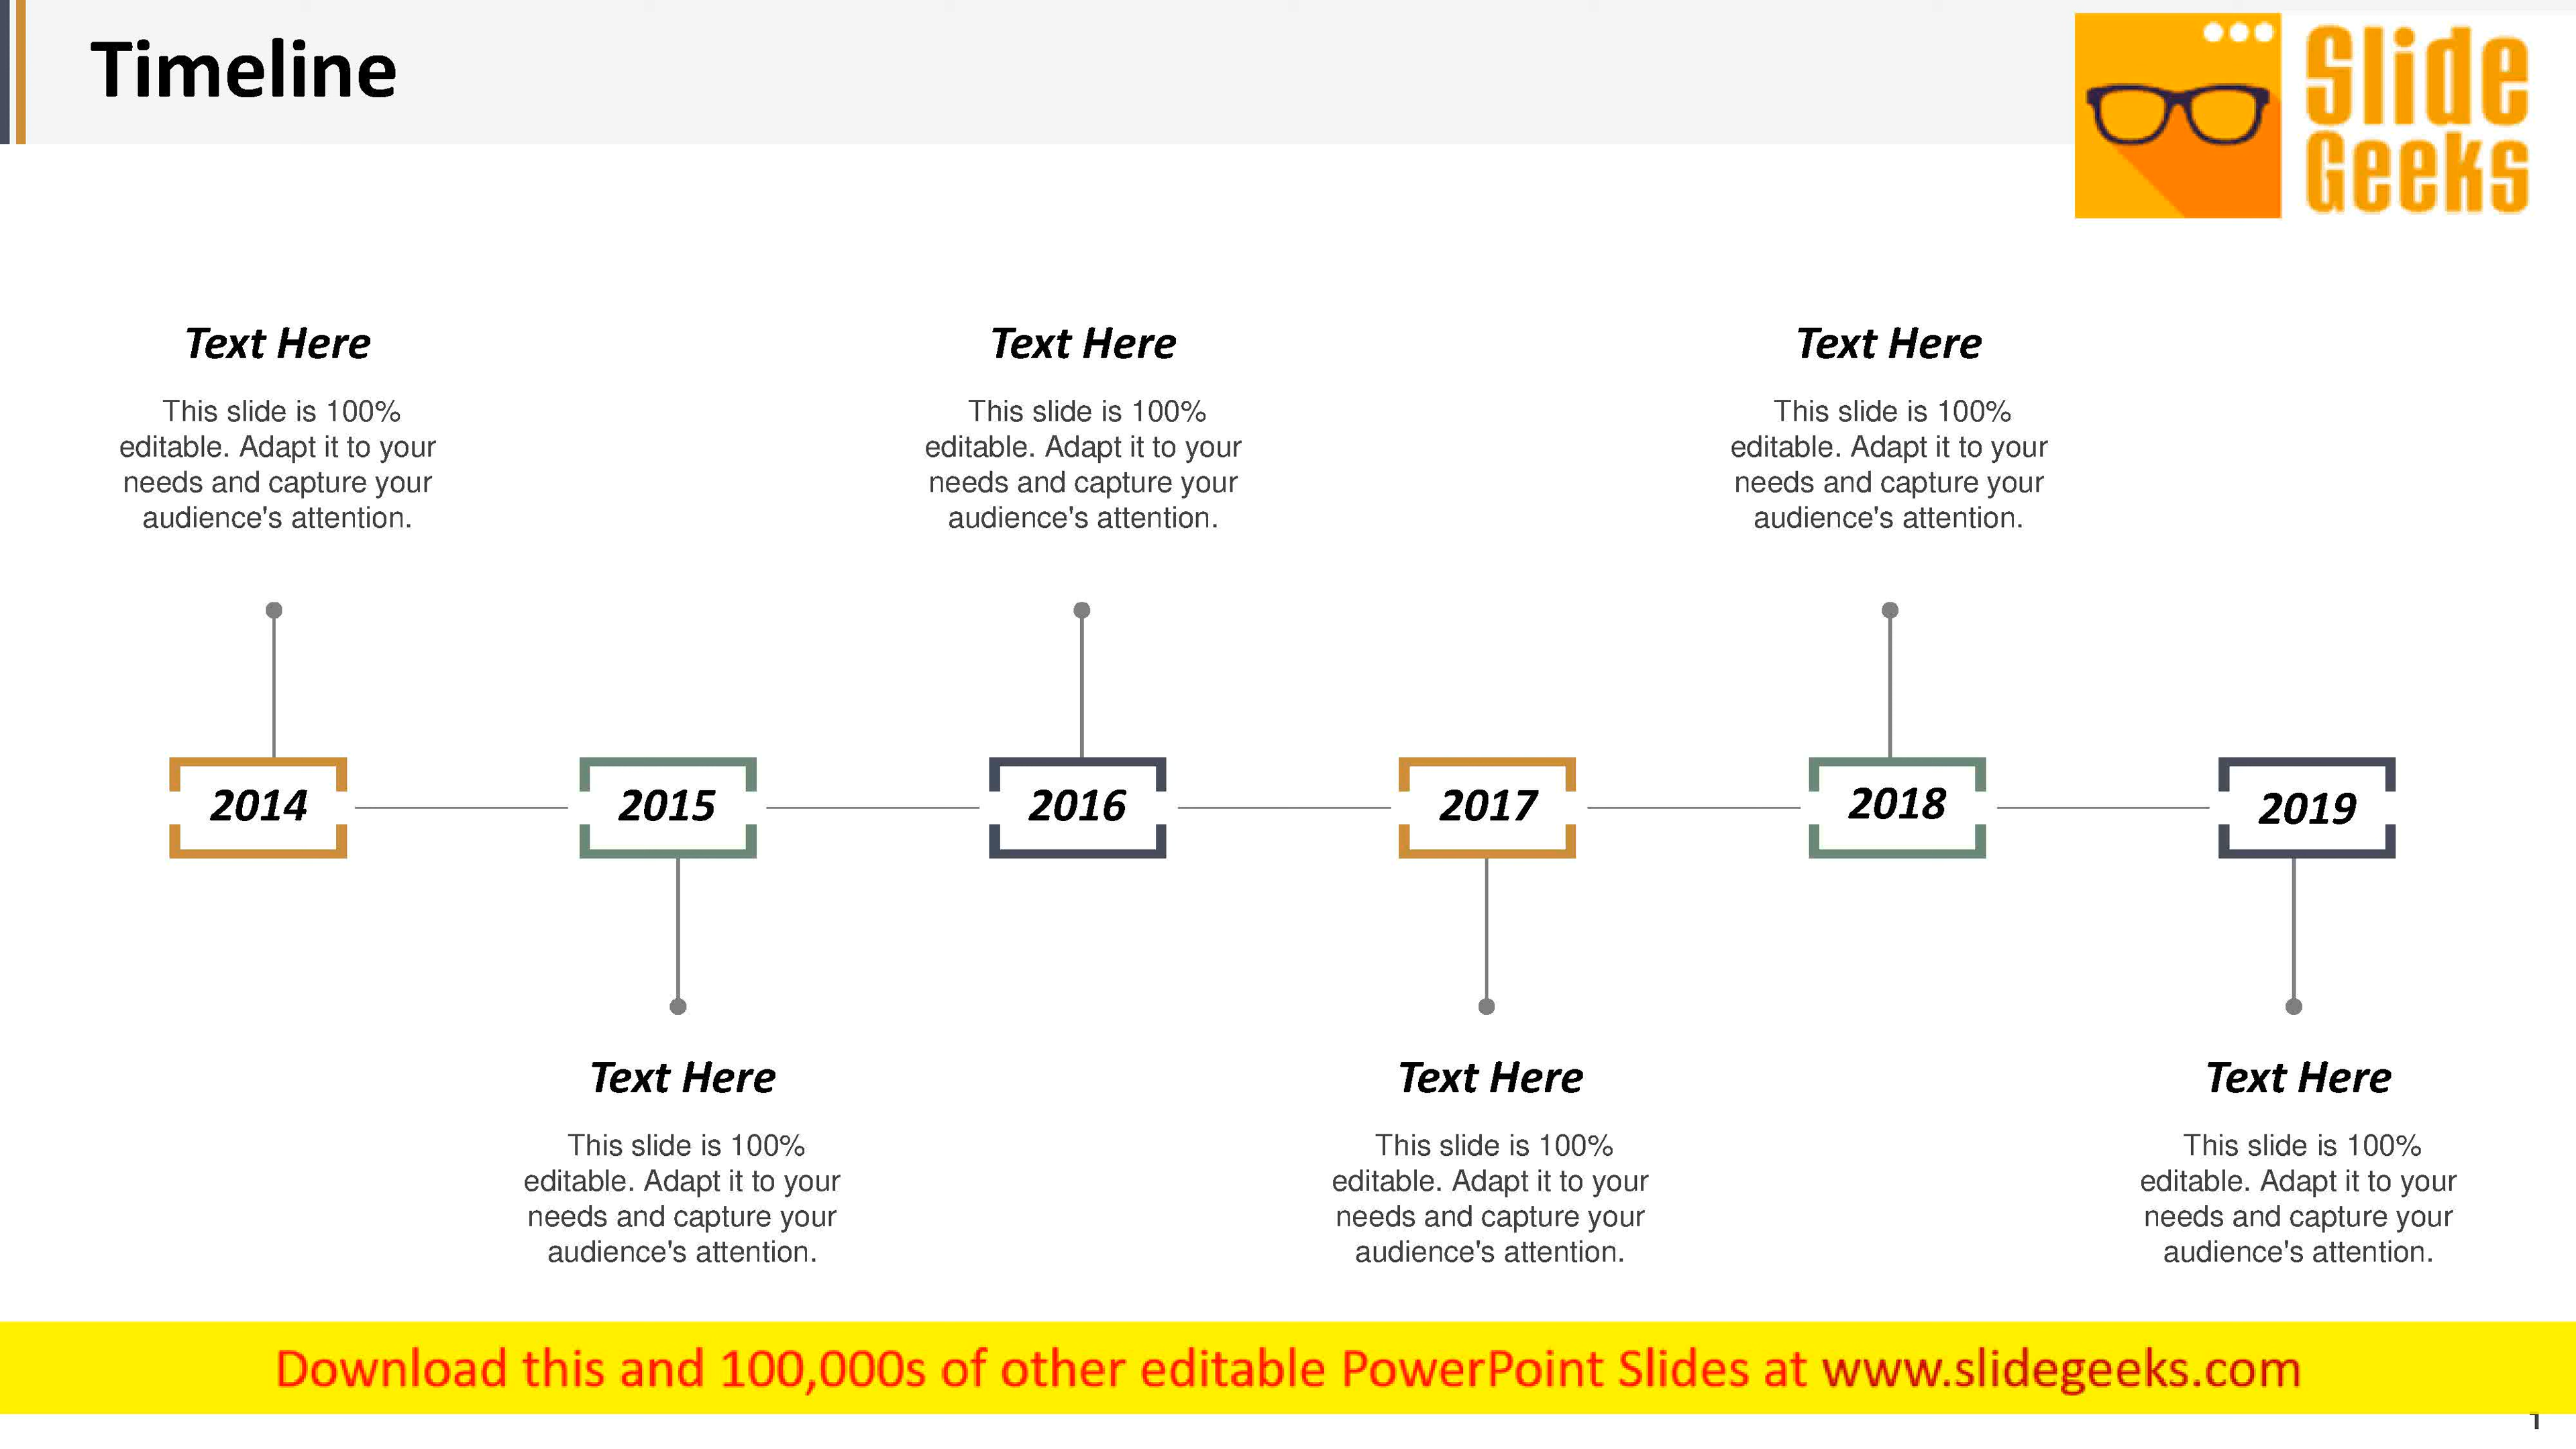 Timeline
Slide
Geeks
Text Here
This slide is 100%
editable. Adapt it to your
needs and capture your
audience's attention.
Text Here
This slide is 100%
editable. Adapt it to your
needs and capture your
audience's attention.
Text Here
This slide is 100%
editable. Adapt it to your
needs and capture your
audience's attention.
2014
2015
2016
2017
2018
2019
Text Here
This slide is 100%
editable. Adapt it to your
needs and capture your
audience's attention.
Text Here
This slide is 100%
editable. Adapt it to your
needs and capture your
audience's attention.
Text Here
This slide is 100%
editable. Adapt it to your
needs and capture your
audience's attention.
Download this and 100,000s of other editable PowerPoint Slides at www.slidegeeks.com